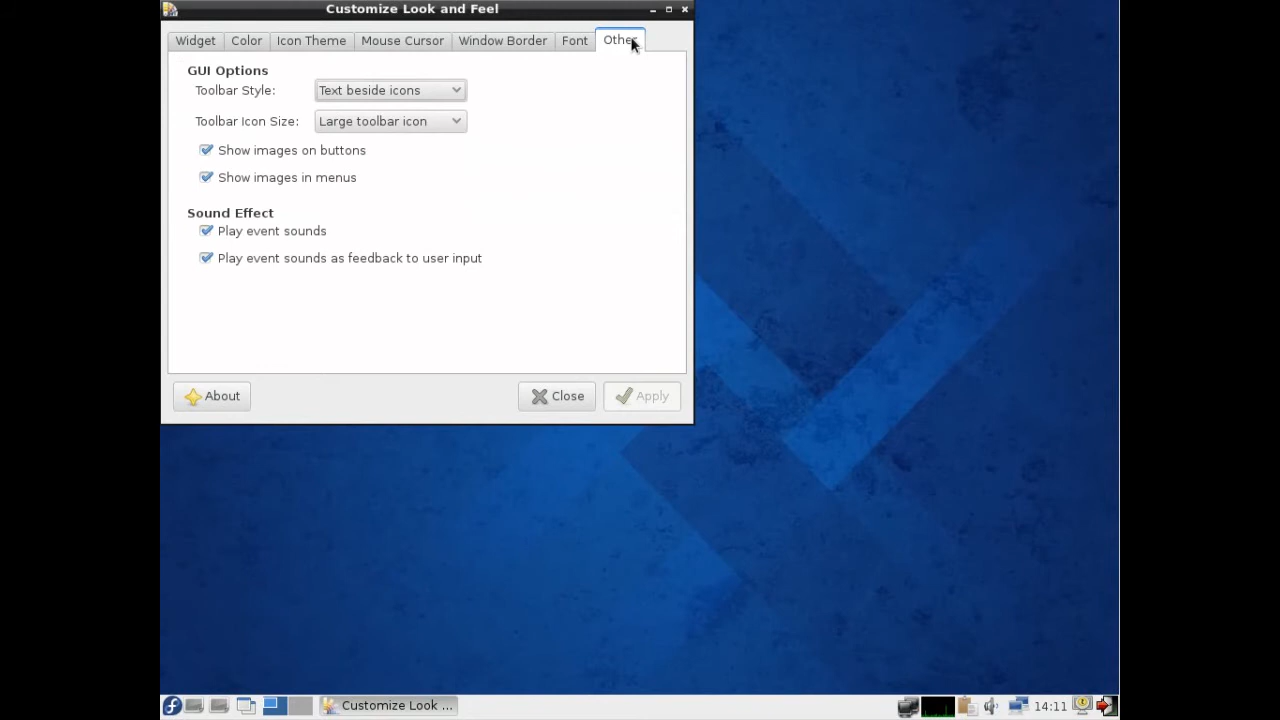 Customize Look and Feel
Widget Color Icon Theme Mouse Cursor Window Border Font Other
GUI Options
Toolbar Style: Text beside icons
Toolbar Icon Size: Large toolbar icon
Show images on buttons
Show images in menus
Sound Effect
Play event sounds
Play event sounds as feedback to user input
About Close Apply
Customize Look ... 14:11